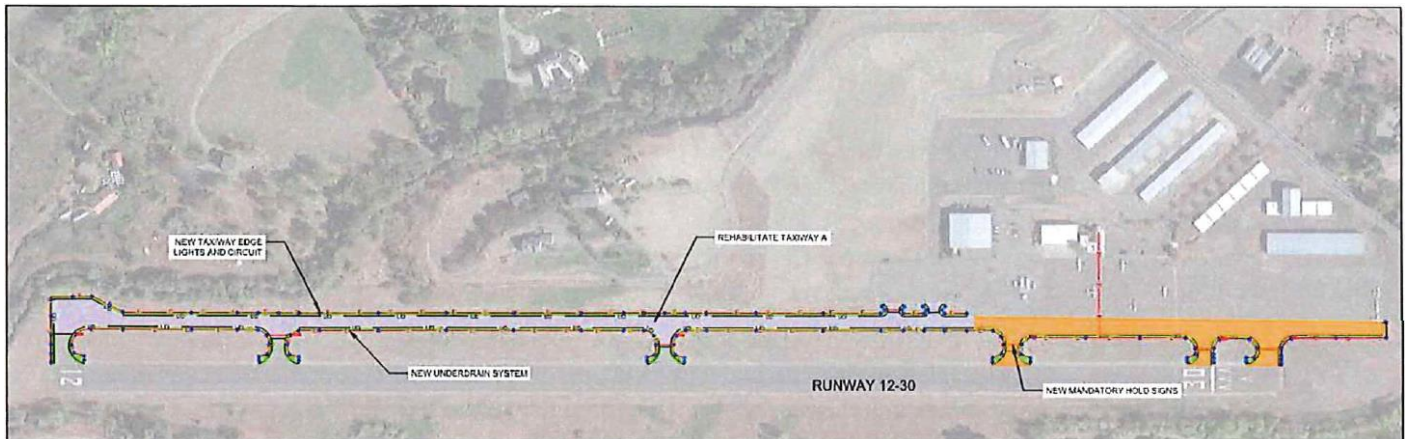 NEW TAXIWAY EDGE
LIGHTS AND CIRCUIT
REHABILITATE TAXIWAY A
NEW UNDERDRAIN SYSTEM
RUNWAY 12-30
NEW MANDATORY HOLD SIGNS
12
30